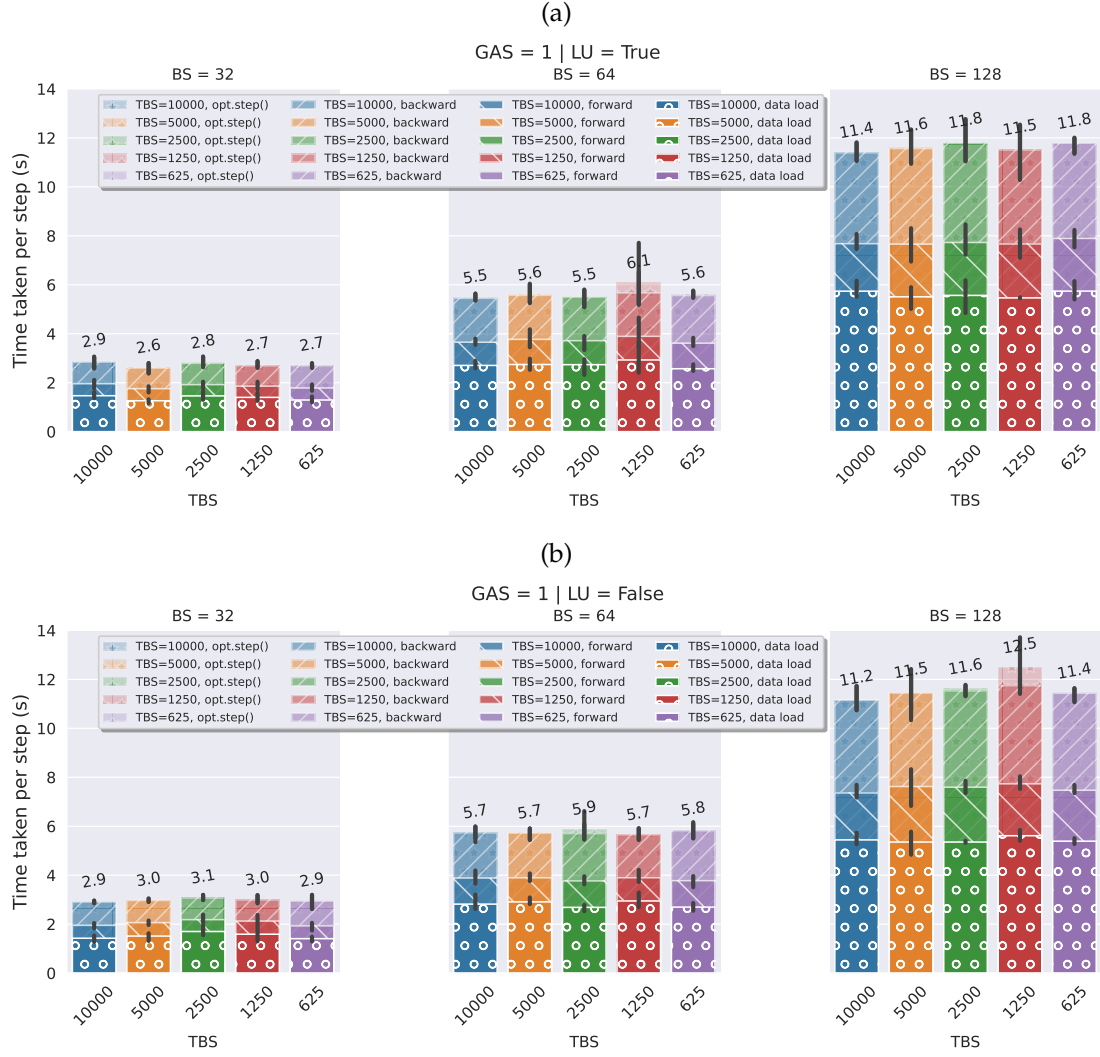 (a)
GAS = 1 | LU = True
BS = 32 BS = 64 BS = 128
TBS=10000, opt.step() TBS=10000, backward TBS=10000, forward TBS=10000, data load
TBS=5000, opt.step() TBS=5000, backward TBS=5000, forward TBS=5000, data load
TBS=2500, opt.step() TBS=2500, backward TBS=2500, forward TBS=2500, data load
TBS=1250, opt.step() TBS=1250, backward TBS=1250, forward TBS=1250, data load
TBS=625, opt.step() TBS=625, backward TBS=625, forward TBS=625, data load
Time taken per step (s)
14
12
10
8
6
4
2
0
2.9 2.6 2.8 2.7 2.7
5.5 5.6 5.5 6.1 5.6
11.4 11.6 11.8 11.5 11.8
10000 5000 2500 1250 625
10000 5000 2500 1250 625
10000 5000 2500 1250 625
TBS TBS TBS
(b)
GAS = 1 | LU = False
BS = 32 BS = 64 BS = 128
TBS=10000, opt.step() TBS=10000, backward TBS=10000, forward TBS=10000, data load
TBS=5000, opt.step() TBS=5000, backward TBS=5000, forward TBS=5000, data load
TBS=2500, opt.step() TBS=2500, backward TBS=2500, forward TBS=2500, data load
TBS=1250, opt.step() TBS=1250, backward TBS=1250, forward TBS=1250, data load
TBS=625, opt.step() TBS=625, backward TBS=625, forward TBS=625, data load
Time taken per step (s)
14
12
10
8
6
4
2
0
2.9 3.0 3.1 3.0 2.9
5.7 5.7 5.9 5.7 5.8
11.2 11.5 11.6 12.5 11.4
10000 5000 2500 1250 625
10000 5000 2500 1250 625
10000 5000 2500 1250 625
TBS TBS TBS